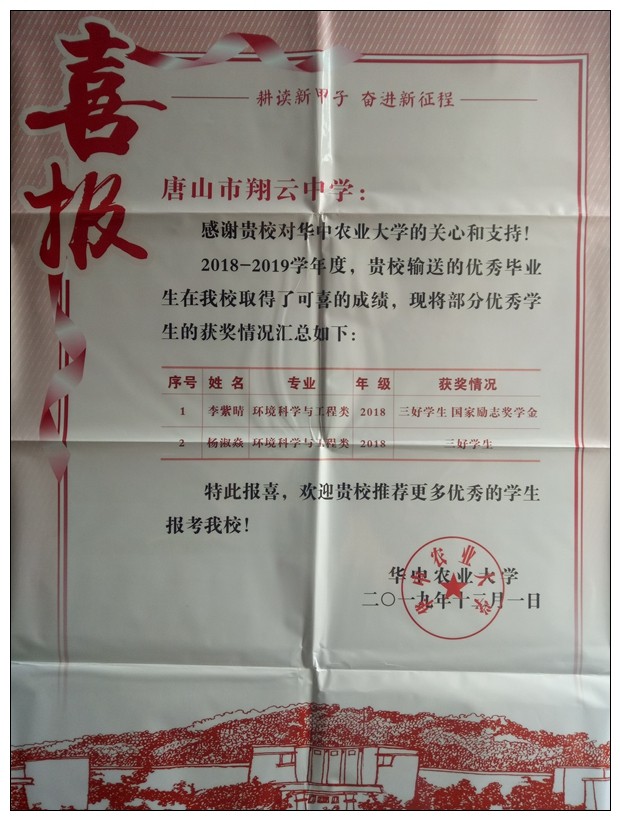 喜报
耕读新甲子 奋进新征程
唐山市翔云中学：
感谢贵校对华中农业大学的关心和支持！
2018-2019学年度，贵校输送的优秀毕业
生在我校取得了可喜的成绩，现将部分优秀学
生的获奖情况汇总如下：
序号 姓 名 专业 年 级 获奖情况
1 李紫晴 环境科学与工程类 2018 三好学生 国家励志奖学金
2 杨淑焱 环境科学与工程类 2018 三好学生
特此报喜，欢迎贵校推荐更多优秀的学生
报考我校！
华中农业大学
二〇一九年十二月一日
华中农业大学